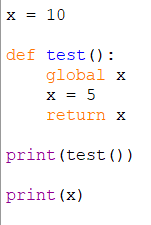 x = 10
def test():
    global x
    x = 5
    return x
print(test())
print(x)